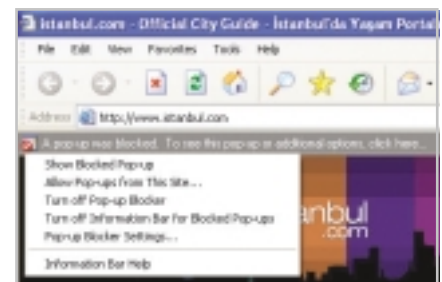 istanbul.com - Official City Guide - İstanbul'da Yaşam Portal
File Edit View Favorites Tools Help
Address http://www.istanbul.com
A pop-up was blocked. To see this pop-up or additional options, click here...
Show Blocked Pop-up
Allow Pop-ups from This Site...
Turn off Pop-up Blocker
Turn off Information Bar for Blocked Pop-ups
Pop-up Blocker Settings...
Information Bar Help
anbul
.com